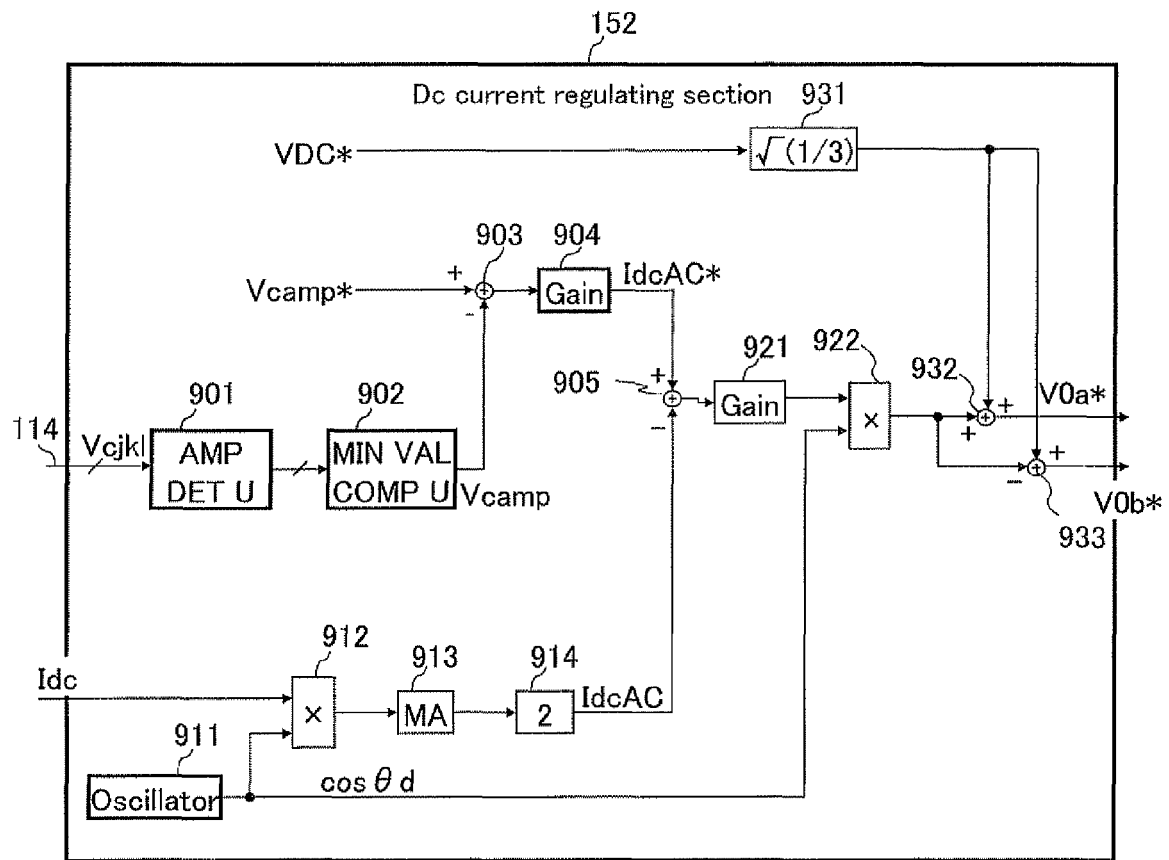 152
Dc current regulating section
931
VDC*
√(1/3)
903
904
Vcamp*
+
-
Gain
IdcAC*
921
922
932
901
902
905
+
-
Gain
×
+
+
V0a*
114
Vcjkl
AMP
DET U
MIN VAL
COMP U
Vcamp
-
+
V0b*
933
912
913
914
Idc
×
MA
2
IdcAC
911
Oscillator
cos θ d